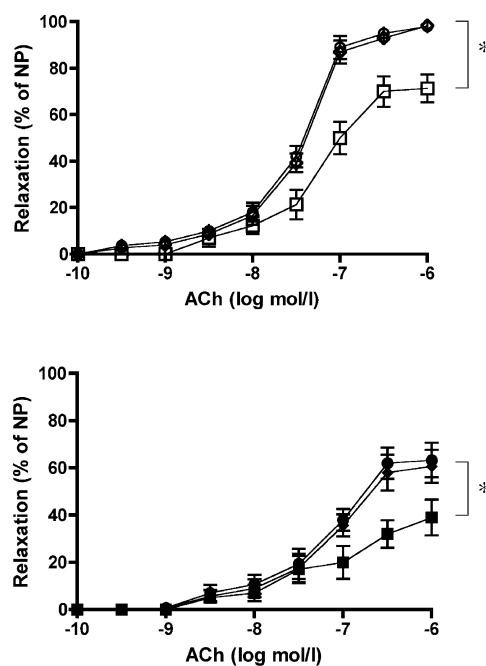 100
80
60
40
20
0
Relaxation (% of NP)
*
-10 -9 -8 -7 -6
ACh (log mol/l)
100
80
60
40
20
0
Relaxation (% of NP)
*
-10 -9 -8 -7 -6
ACh (log mol/l)